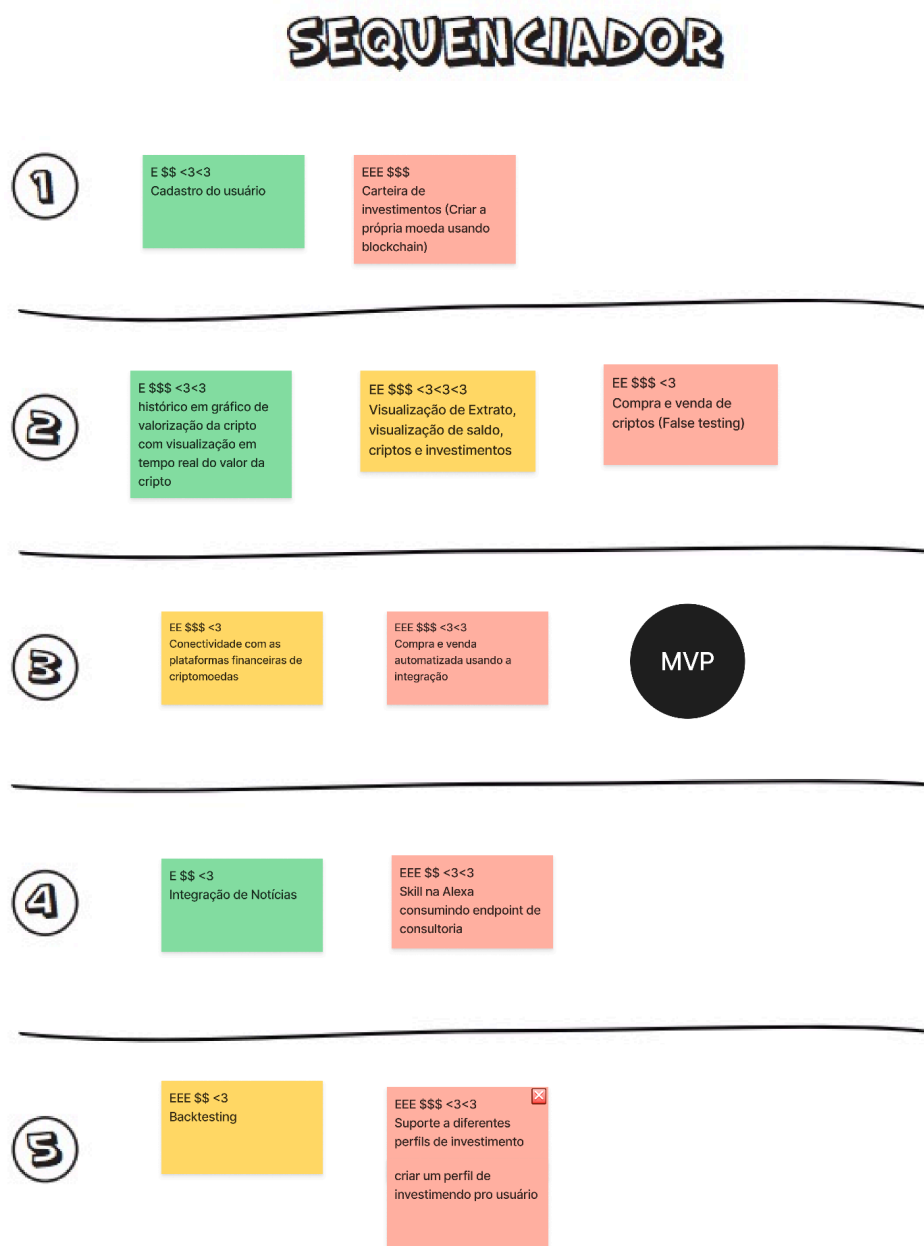 SEQUENCIADOR
1
E $$ <3<3
Cadastro do usuário
EEE $$$
Carteira de
investimentos (Criar a
própria moeda usando
blockchain)
2
E $$$ <3<3
histórico em gráfico de
valorização da cripto
com visualização em
tempo real do valor da
cripto
EE $$$ <3<3<3
Visualização de Extrato,
visualização de saldo,
criptos e investimentos
EE $$$ <3
Compra e venda de
criptos (False testing)
3
EE $$$ <3
Conectividade com as
plataformas financeiras de
criptomoedas
EEE $$$ <3<3
Compra e venda
automatizada usando a
integração
MVP
4
E $$ <3
Integração de Notícias
EEE $$ <3<3
Skill na Alexa
consumindo endpoint de
consultoria
5
EEE $$ <3
Backtesting
EEE $$$ <3<3
Suporte a diferentes
perfils de investimento
criar um perfil de
investimendo pro usuário